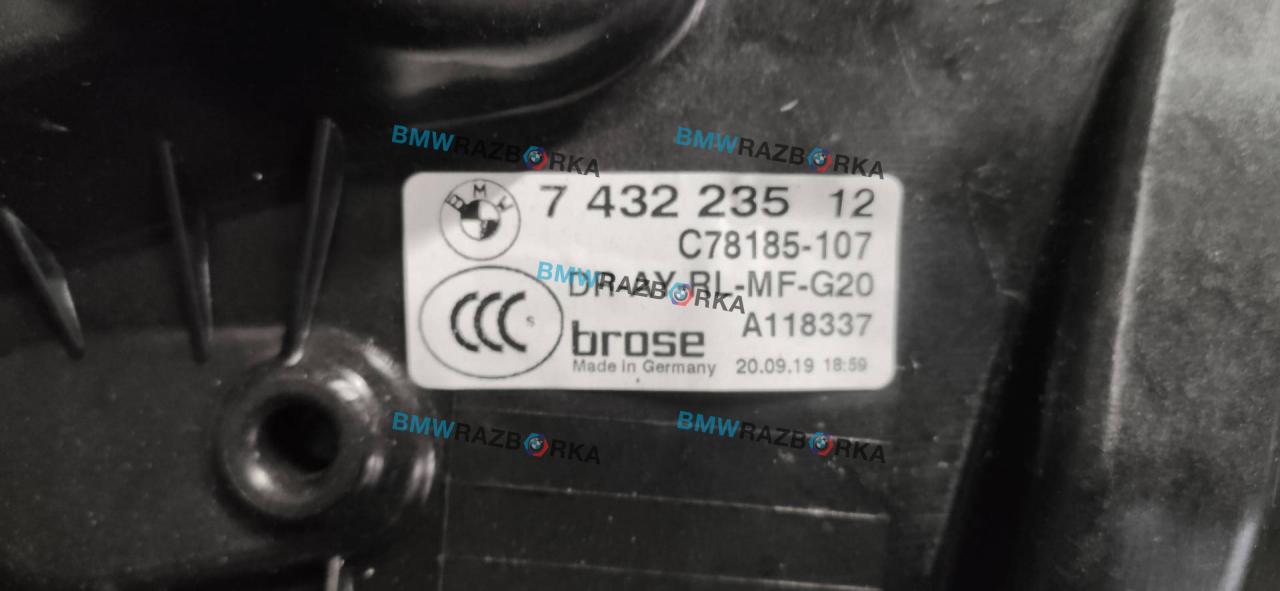 BMWRAZBORKA BMWRAZBORKA
BMW 7 432 235 12
C78185-107
DR-AY-RL-MF-G20
BMWRAZBORKA
CCC S brose A118337
Made in Germany 20.09.19 18:59
BMWRAZBORKA BMWRAZBORKA